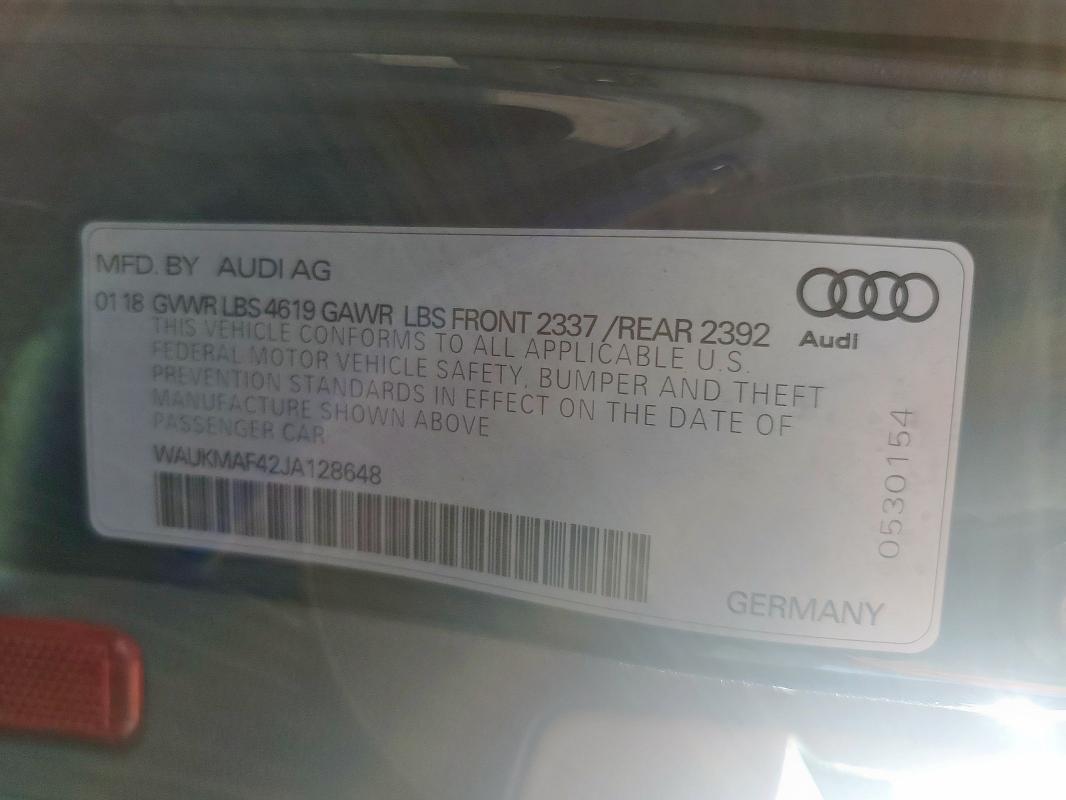 MFD. BY AUDI AG
01 18 GVWR LBS 4619 GAWR LBS FRONT 2337 /REAR 2392
THIS VEHICLE CONFORMS TO ALL APPLICABLE U.S.
FEDERAL MOTOR VEHICLE SAFETY, BUMPER AND THEFT
PREVENTION STANDARDS IN EFFECT ON THE DATE OF
MANUFACTURE SHOWN ABOVE
PASSENGER CAR
WAUKMAF42JA128648
Audi
0530154
GERMANY